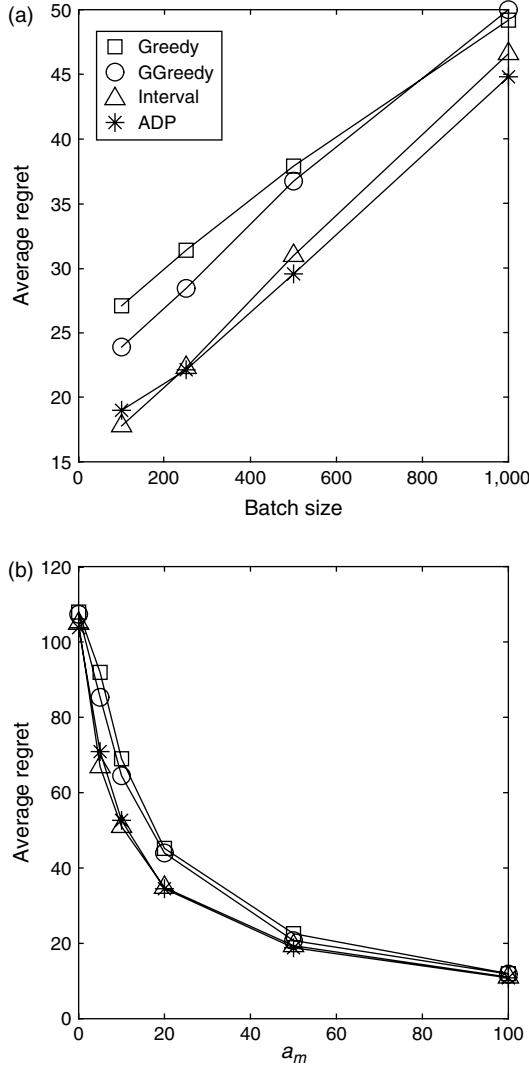 (a)
50
45
40
35
30
25
20
15
Average regret
Greedy
GGreedy
Interval
ADP
0 200 400 600 800 1,000
Batch size
(b)
120
100
80
60
40
20
0
Average regret
0 20 40 60 80 100
a_m